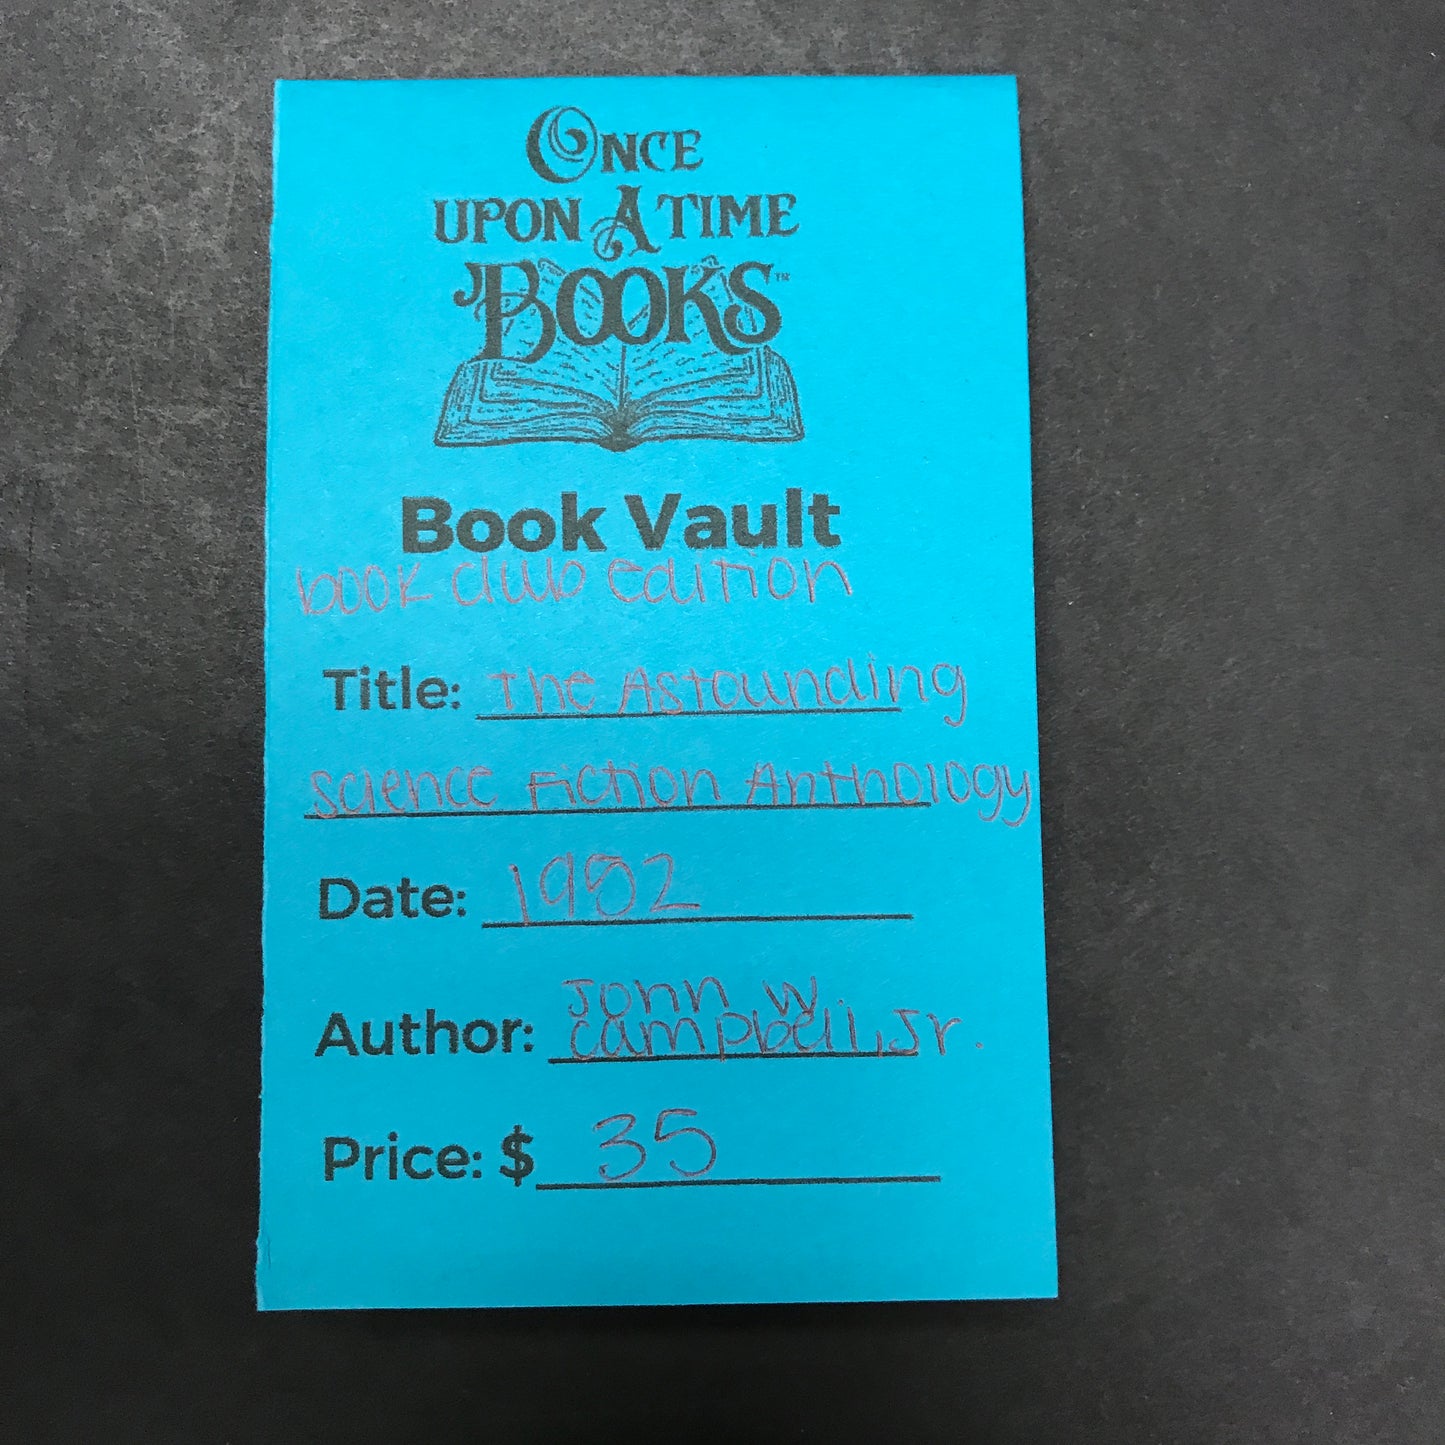 ONCE
UPON A TIME
BOOKS™
Book Vault
book club edition
Title: The Astounding
Science Fiction Anthology
Date: 1952
Author: John W
Campbell, Jr.
Price: $ 35